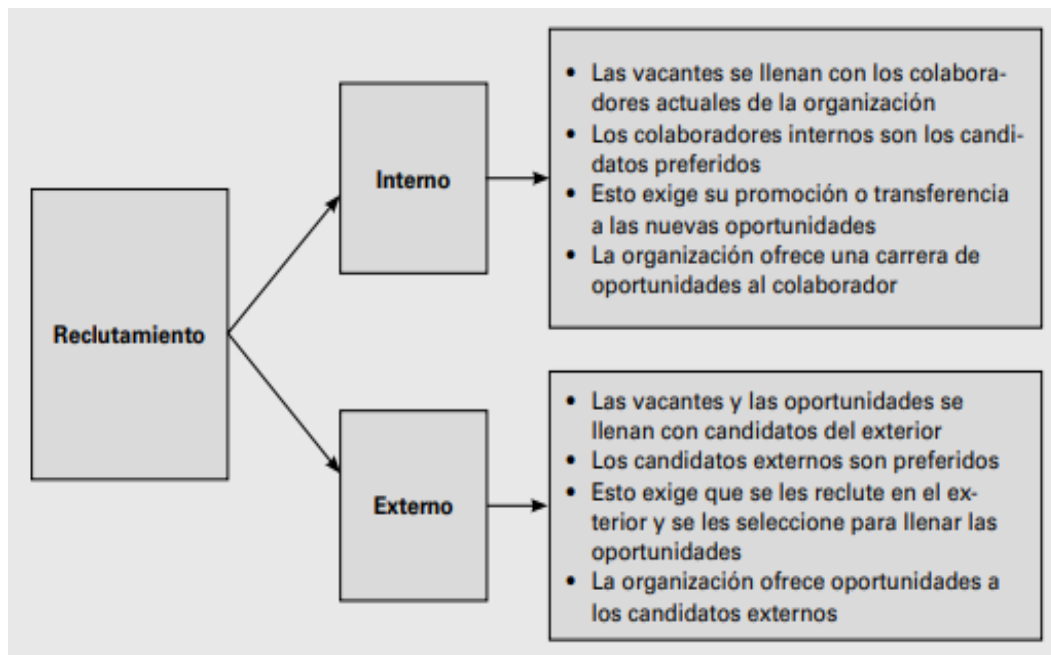 Reclutamiento
Interno
• Las vacantes se llenan con los colabora-
dores actuales de la organización
• Los colaboradores internos son los candi-
datos preferidos
• Esto exige su promoción o transferencia
a las nuevas oportunidades
• La organización ofrece una carrera de
oportunidades al colaborador
Externo
• Las vacantes y las oportunidades se
llenan con candidatos del exterior
• Los candidatos externos son preferidos
• Esto exige que se les reclute en el ex-
terior y se les seleccione para llenar las
oportunidades
• La organización ofrece oportunidades a
los candidatos externos